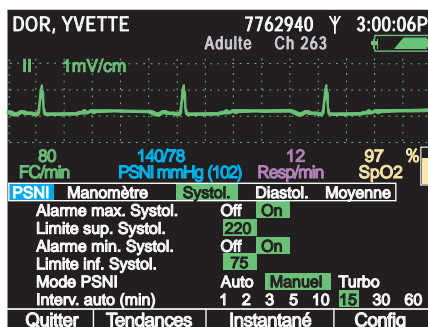 DOR, YVETTE 7762940 3:00:06P
Adulte Ch 263
II 1mV/cm
80 140/78 12 97 %
FC/min PSNI mmHg (102) Resp/min SpO2
PSNI Manomètre Systol. Diastol. Moyenne
Alarme max. Systol. Off On
Limite sup. Systol. 220
Alarme min. Systol. Off On
Limite inf. Systol. 75
Mode PSNI Auto Manuel Turbo
Interv. auto (min) 1 2 3 5 10 15 30 60
Quitter Tendances Instantané Config